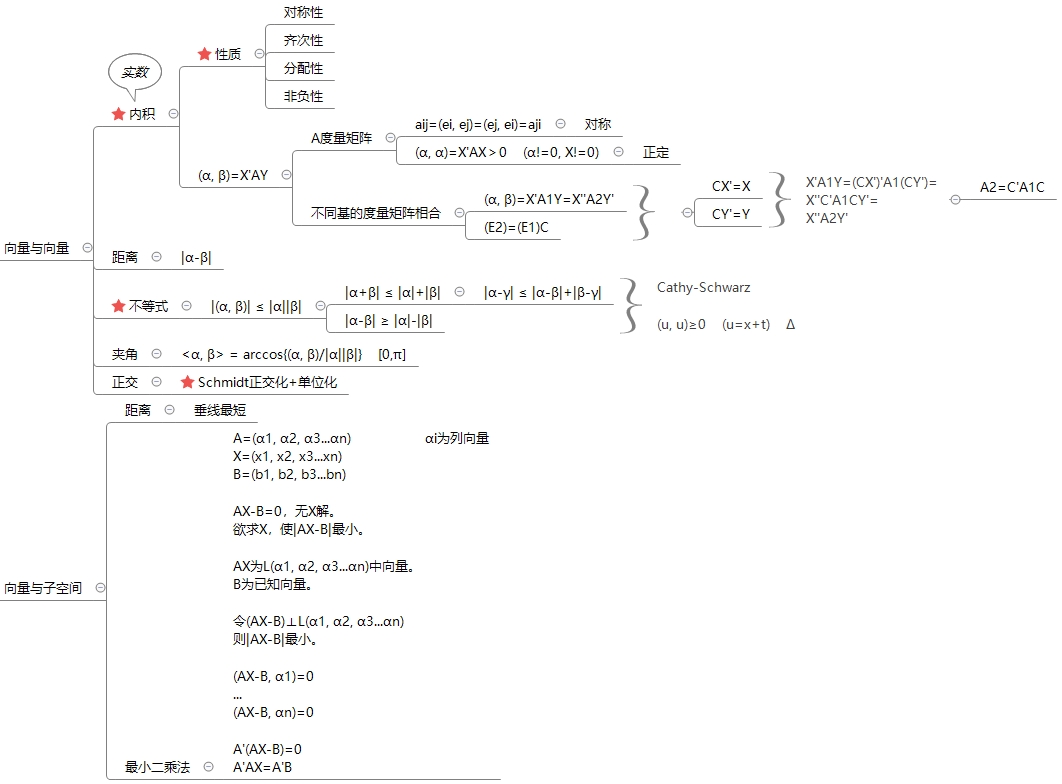 对称性
齐次性
性质
分配性
非负性
实数
内积
A度量矩阵
aij=(ei, ej)=(ej, ei)=aji
对称
(α, α)=X'AX>0 (α!=0, X!=0)
正定
(α, β)=X'AY
不同基的度量矩阵相合
(α, β)=X'A1Y=X''A2Y'
(E2)=(E1)C
CX'=X
CY'=Y
X'A1Y=(CX')'A1(CY')=
X''C'A1CY'=
X''A2Y'
A2=C'A1C
向量与向量
距离
|α-β|
不等式
|(α, β)| ≤ |α||β|
|α+β| ≤ |α|+|β|
|α-γ| ≤ |α-β|+|β-γ|
|α-β| ≥ |α|-|β|
Cathy-Schwarz
(u, u)≥0 (u=x+t) Δ
夹角
<α, β> = arccos{(α, β)/|α||β|} [0,π]
正交
Schmidt正交化+单位化
向量与子空间
距离
垂线最短
A=(α1, α2, α3...αn) αi为列向量
X=(x1, x2, x3...xn)
B=(b1, b2, b3...bn)
AX-B=0，无X解。
欲求X，使|AX-B|最小。
AX为L(α1, α2, α3...αn)中向量。
B为已知向量。
令(AX-B)⊥L(α1, α2, α3...αn)
则|AX-B|最小。
(AX-B, α1)=0
...
(AX-B, αn)=0
A'(AX-B)=0
最小二乘法
A'AX=A'B